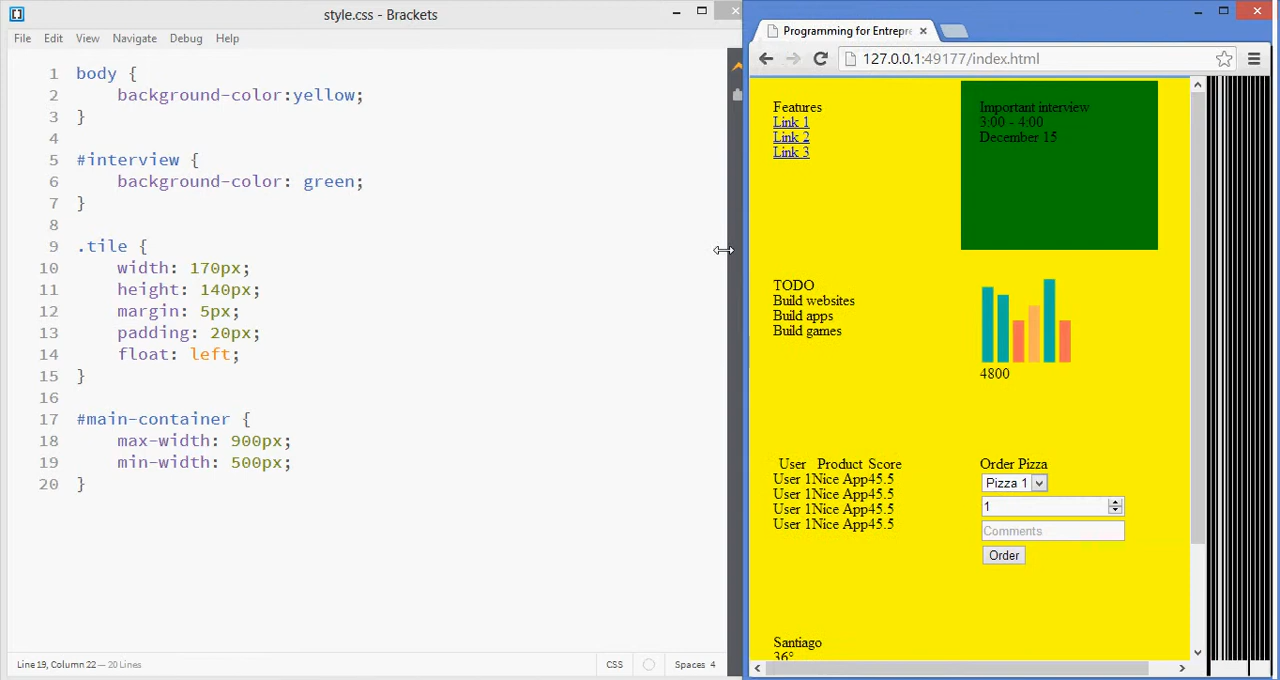 style.css - Brackets
File Edit View Navigate Debug Help
1 body {
2 background-color:yellow;
3 }
4
5 #interview {
6 background-color: green;
7 }
8
9 .tile {
10 width: 170px;
11 height: 140px;
12 margin: 5px;
13 padding: 20px;
14 float: left;
15 }
16
17 #main-container {
18 max-width: 900px;
19 min-width: 500px;
20 }
Line 19, Column 22 — 20 Lines
CSS
Spaces 4
Programming for Entrepre
127.0.0.1:49177/index.html
Features
Link 1
Link 2
Link 3
Important interview
3:00 - 4:00
December 15
TODO
Build websites
Build apps
Build games
4800
User Product Score
User 1Nice App45.5
User 1Nice App45.5
User 1Nice App45.5
User 1Nice App45.5
Order Pizza
Pizza 1
1
Comments
Order
Santiago
36°